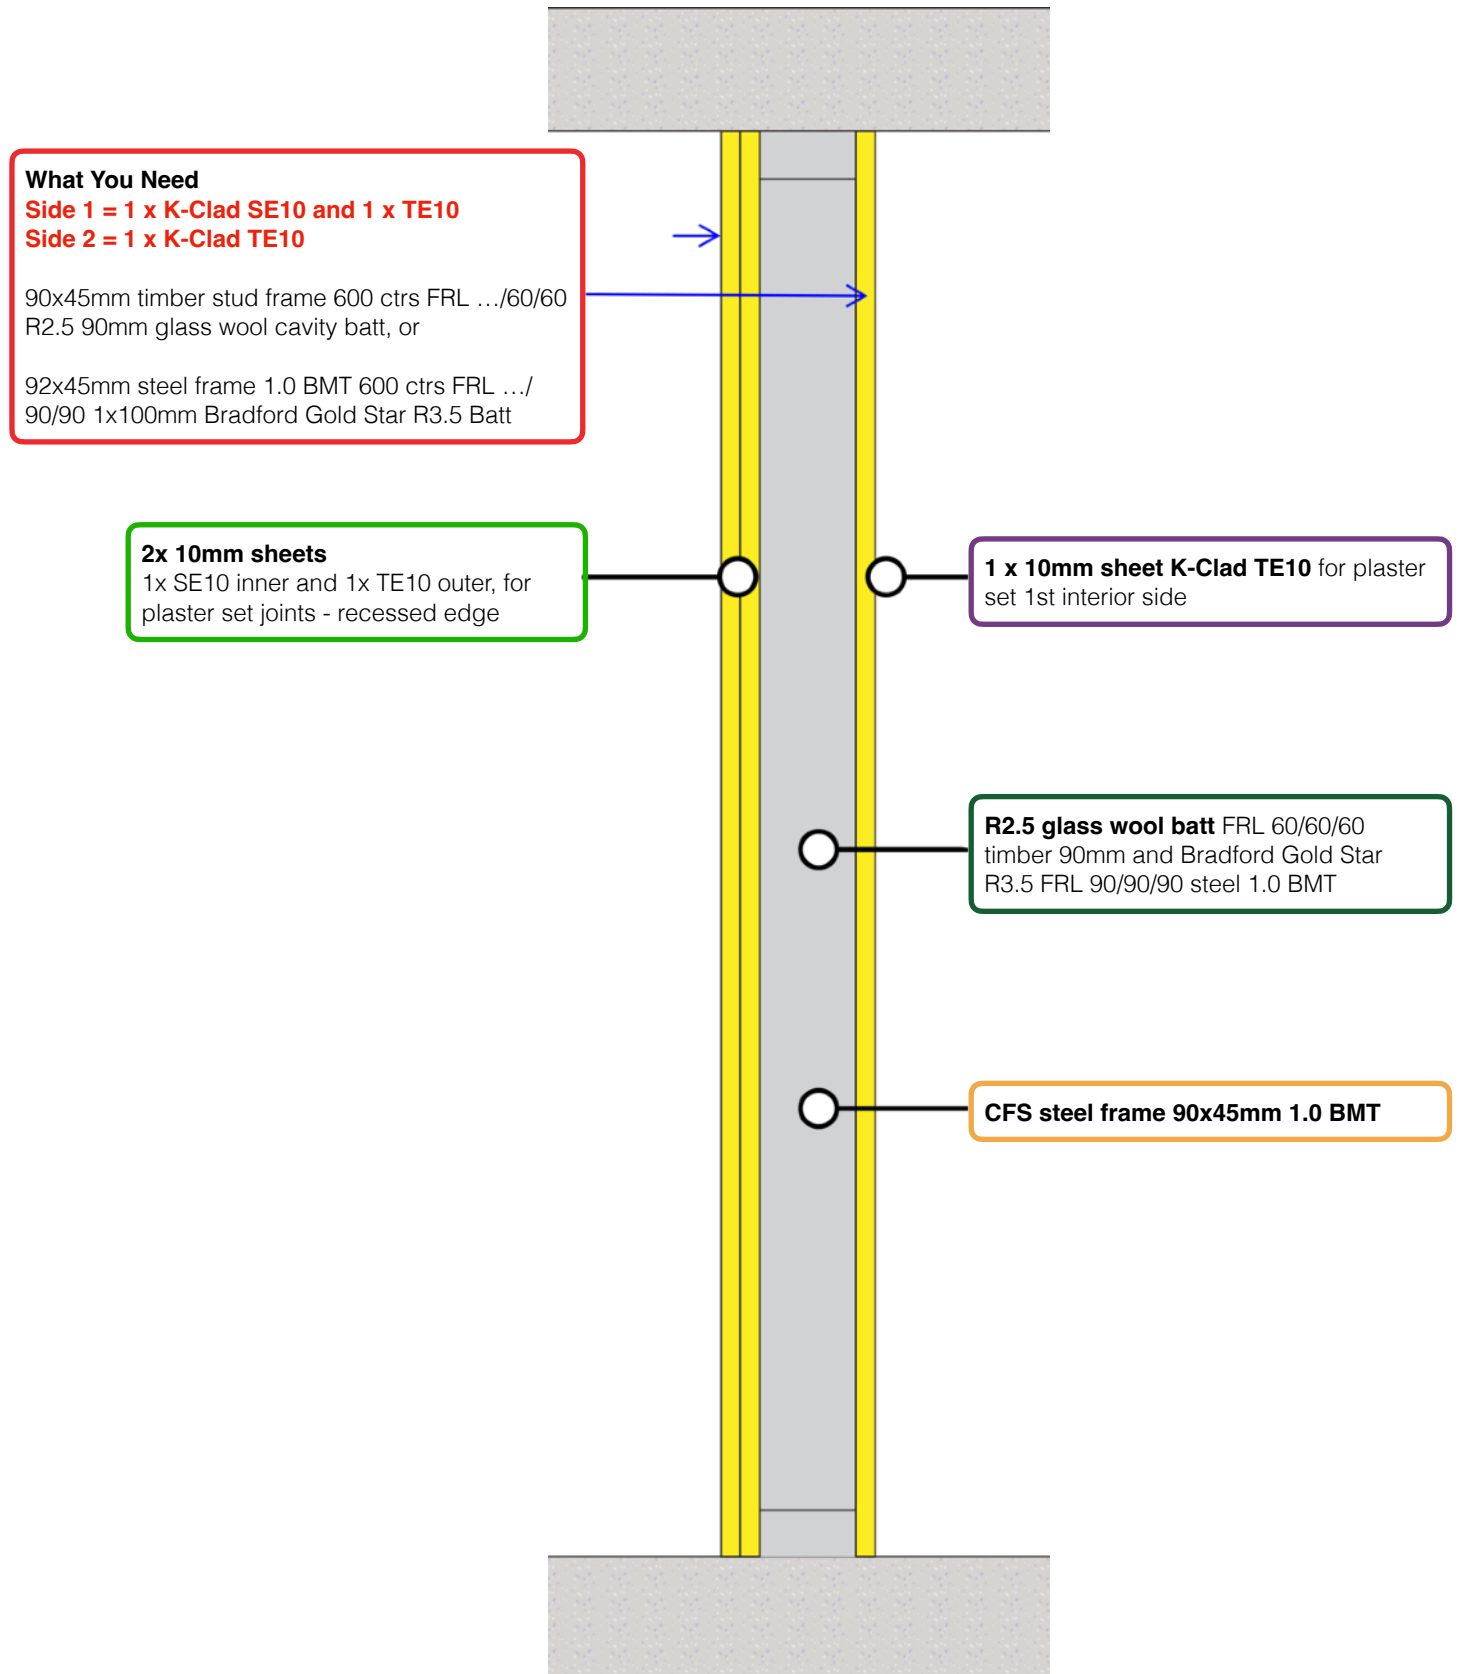 What You Need
Side 1 = 1 x K-Clad SE10 and 1 x TE10
Side 2 = 1 x K-Clad TE10
90x45mm timber stud frame 600 ctrs FRL …/60/60
R2.5 90mm glass wool cavity batt, or
92x45mm steel frame 1.0 BMT 600 ctrs FRL …/
90/90 1x100mm Bradford Gold Star R3.5 Batt
2x 10mm sheets
1x SE10 inner and 1x TE10 outer, for
plaster set joints - recessed edge
1 x 10mm sheet K-Clad TE10 for plaster
set 1st interior side
R2.5 glass wool batt FRL 60/60/60
timber 90mm and Bradford Gold Star
R3.5 FRL 90/90/90 steel 1.0 BMT
CFS steel frame 90x45mm 1.0 BMT